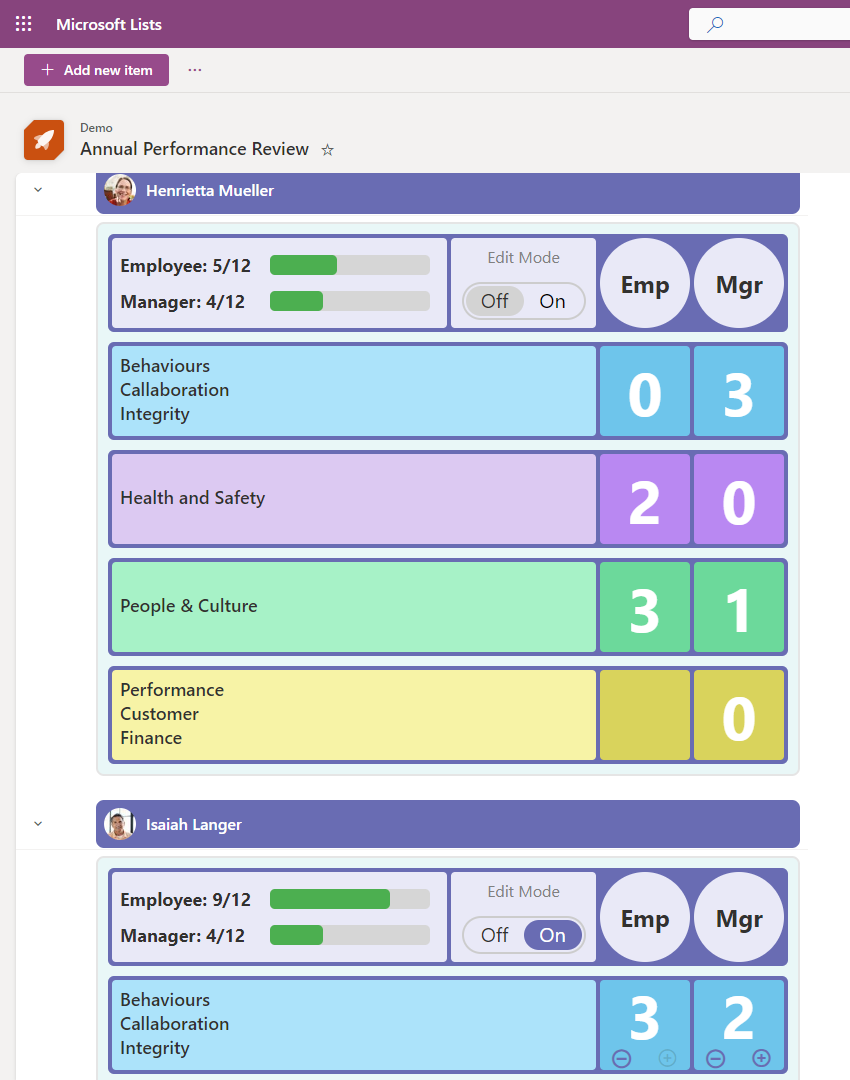 Microsoft Lists
Add new item
Demo
Annual Performance Review
Henrietta Mueller
Employee: 5/12
Manager: 4/12
Edit Mode
Off On
Emp
Mgr
Behaviours
Callaboration
Integrity
0 3
Health and Safety
2 0
People & Culture
3 1
Performance
Customer
Finance
0
Isaiah Langer
Employee: 9/12
Manager: 4/12
Edit Mode
Off On
Emp
Mgr
Behaviours
Callaboration
Integrity
3 2